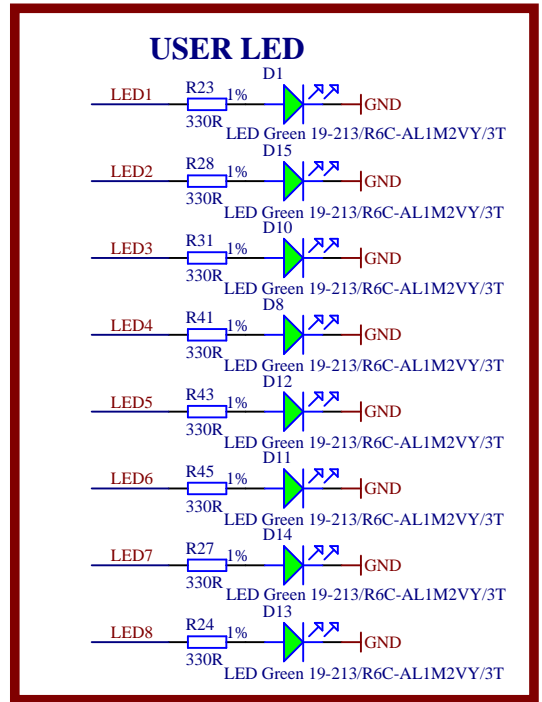 USER LED
D1
LED1 R23 1% GND
330R
LED Green 19-213/R6C-AL1M2VY/3T
D15
LED2 R28 1% GND
330R
LED Green 19-213/R6C-AL1M2VY/3T
D10
LED3 R31 1% GND
330R
LED Green 19-213/R6C-AL1M2VY/3T
D8
LED4 R41 1% GND
330R
LED Green 19-213/R6C-AL1M2VY/3T
D12
LED5 R43 1% GND
330R
LED Green 19-213/R6C-AL1M2VY/3T
D11
LED6 R45 1% GND
330R
LED Green 19-213/R6C-AL1M2VY/3T
D14
LED7 R27 1% GND
330R
LED Green 19-213/R6C-AL1M2VY/3T
D13
LED8 R24 1% GND
330R
LED Green 19-213/R6C-AL1M2VY/3T